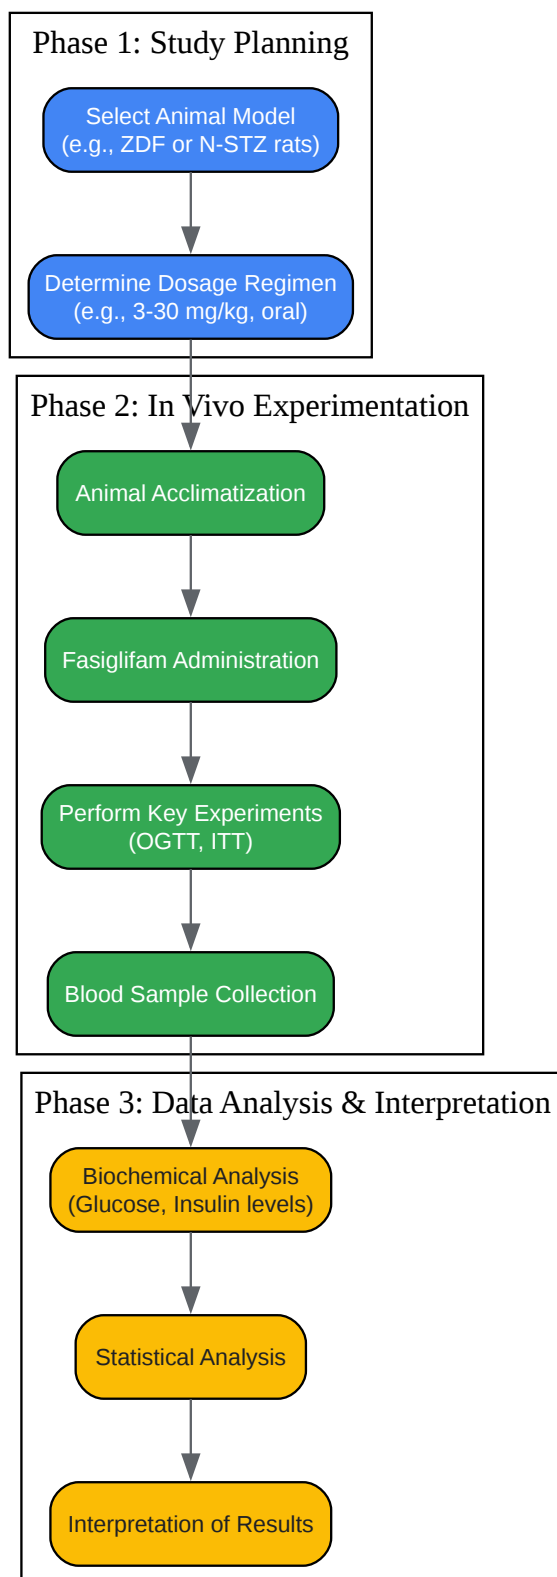 Phase 1: Study Planning
Select Animal Model
(e.g., ZDF or N-STZ rats)
Determine Dosage Regimen
(e.g., 3-30 mg/kg, oral)
Phase 2: In Vivo Experimentation
Animal Acclimatization
Fasiglifam Administration
Perform Key Experiments
(OGTT, ITT)
Blood Sample Collection
Phase 3: Data Analysis & Interpretation
Biochemical Analysis
(Glucose, Insulin levels)
Statistical Analysis
Interpretation of Results